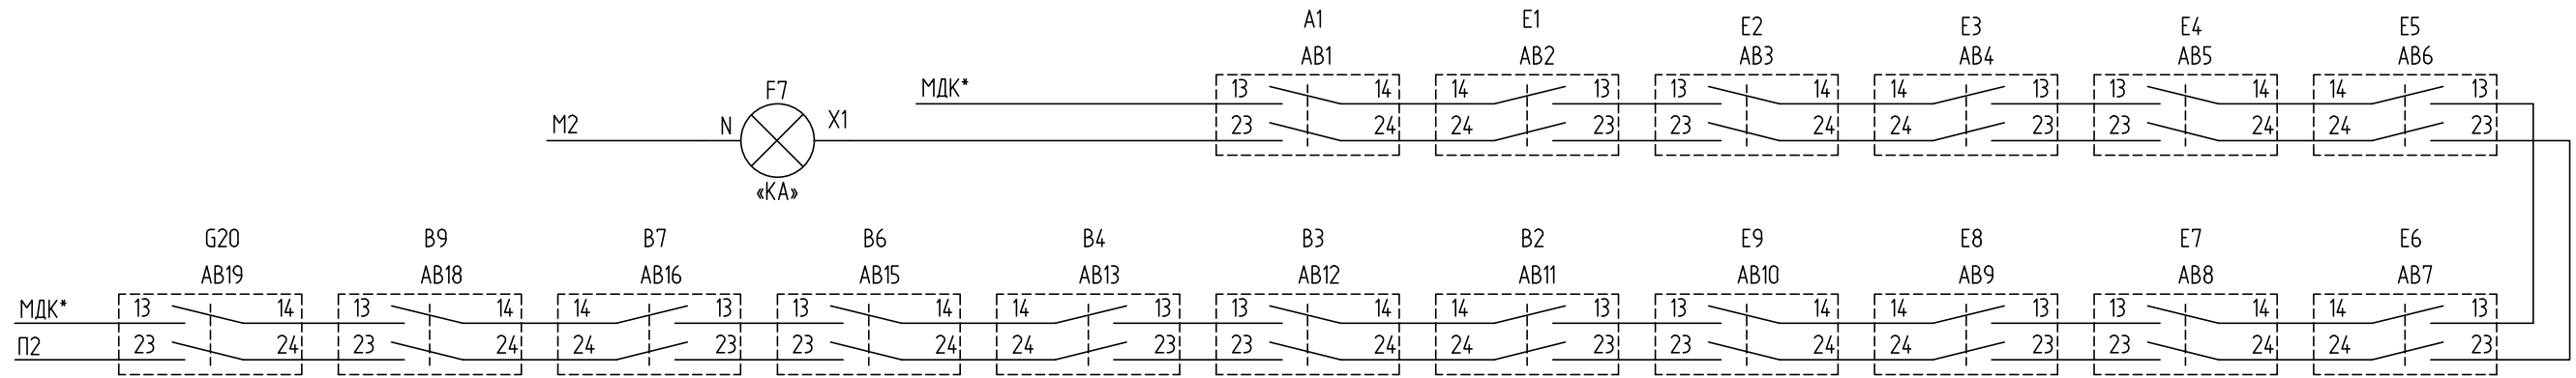 A1 E1 E2 E3 E4 E5
AB1 AB2 AB3 AB4 AB5 AB6
F7 МДК* 13 14 14 13 13 14 14 13 13 14 14 13
M2 N X1 23 24 24 23 23 24 24 23 23 24 24 23
«КА»
G20 B9 B7 B6 B4 B3 B2 E9 E8 E7 E6
AB19 AB18 AB16 AB15 AB13 AB12 AB11 AB10 AB9 AB8 AB7
МДК* 13 14 13 14 14 13 13 14 14 13 13 14 14 13 13 14 14 13 13 14 14 13
П2 23 24 23 24 24 23 23 24 24 23 23 24 24 23 23 24 24 23 23 24 24 23